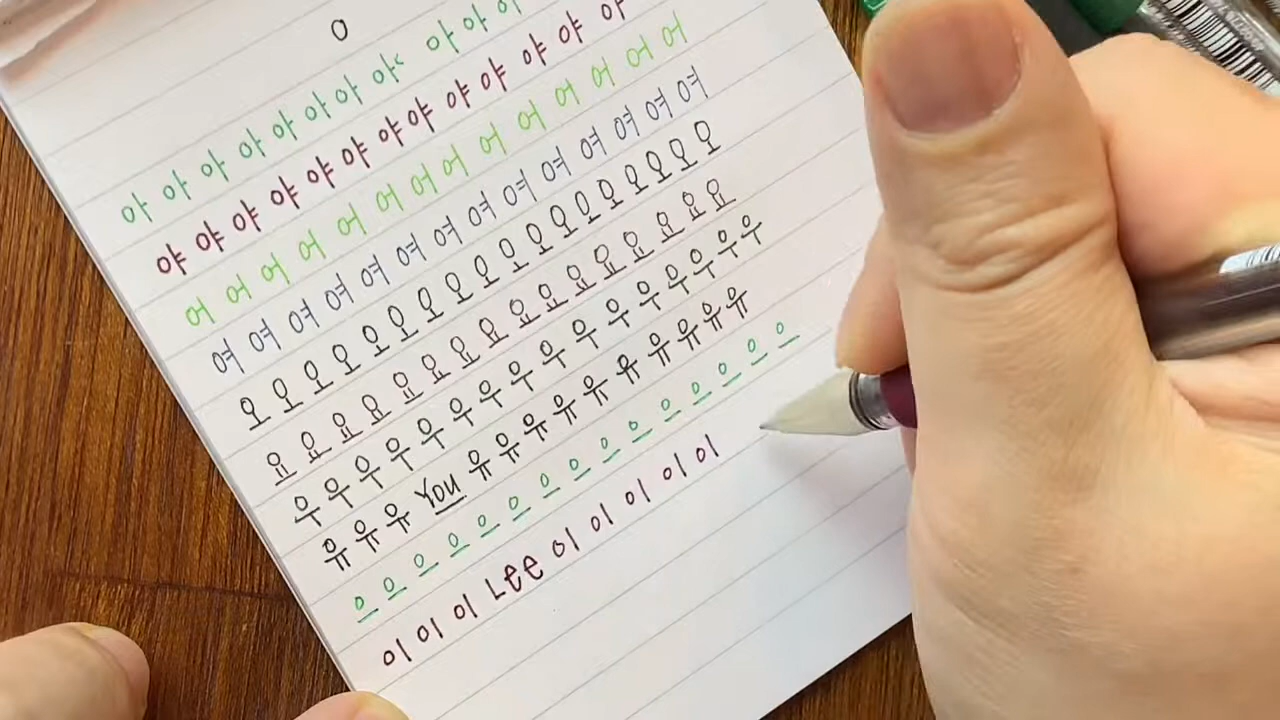 ㅇ
아 아 아 아 아 아 아 아< 아 아 아
야 야 야 야 야 야 야 야 야 야 야 야 야
어 어 어 어 어 어 어 어 어 어 어 어 어 어
여 여 여 여 여 여 여 여 여 여 여 여 여 여
오 오 오 오 오 오 오 오 오 오 오 오 오 오 오 오 오 오
요 요 요 요 요 요 요 요 요 요 요 요 요 요 요 요
우 우 우 우 우 우 우 우 우 우 우 우 우 우 우 우
유 유 유 You 유 유 유 유 유 유 유 유 유 유
으 으 으 으 으 으 으 으 으 으 으 으 으 으 으
이 이 이 Lee 이 이 이 이 이